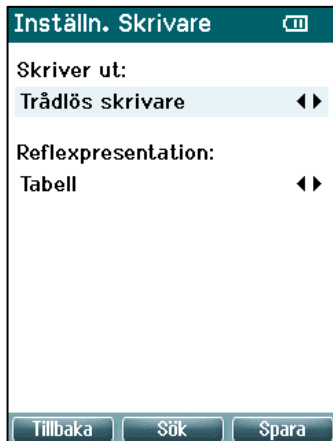 Inställn. Skrivare
Skriver ut:
Trådlös skrivare
Reflexpresentation:
Tabell
Tillbaka Sök Spara